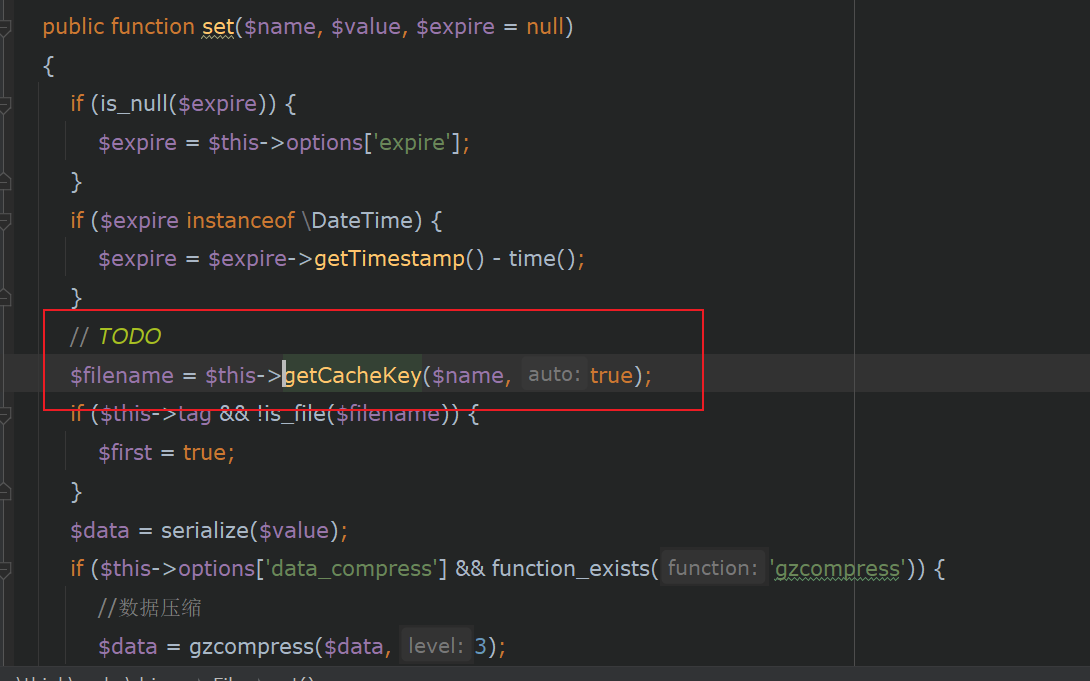 public function set($name, $value, $expire = null)
{
if (is_null($expire)) {
$expire = $this->options['expire'];
}
if ($expire instanceof \DateTime) {
$expire = $expire->getTimestamp() - time();
}
// TODO
$filename = $this->getCacheKey($name, auto: true);
if ($this->tag && !is_file($filename)) {
$first = true;
}
$data = serialize($value);
if ($this->options['data_compress'] && function_exists( function: 'gzcompress')) {
//数据压缩
$data = gzcompress($data, level: 3);